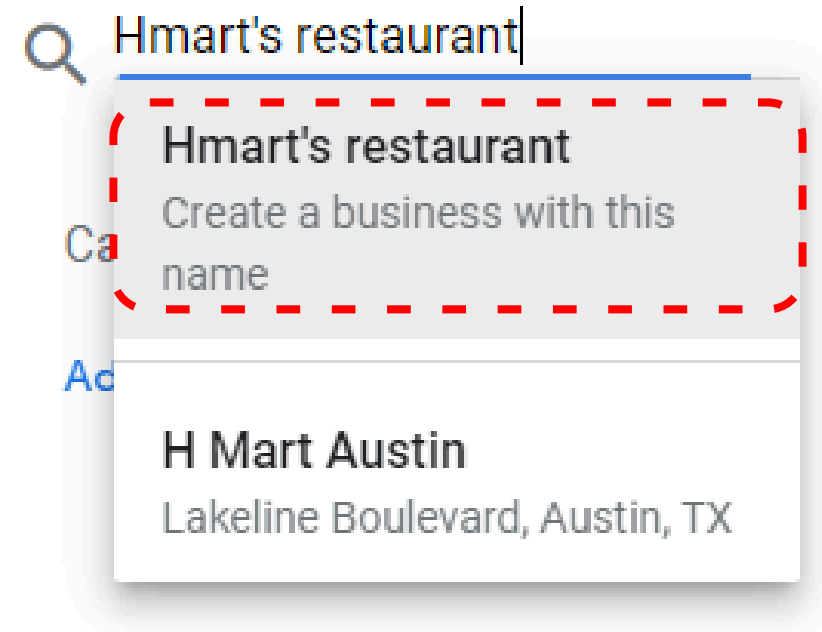 Hmart's restaurant
Hmart's restaurant
Create a business with this
name
H Mart Austin
Lakeline Boulevard, Austin, TX